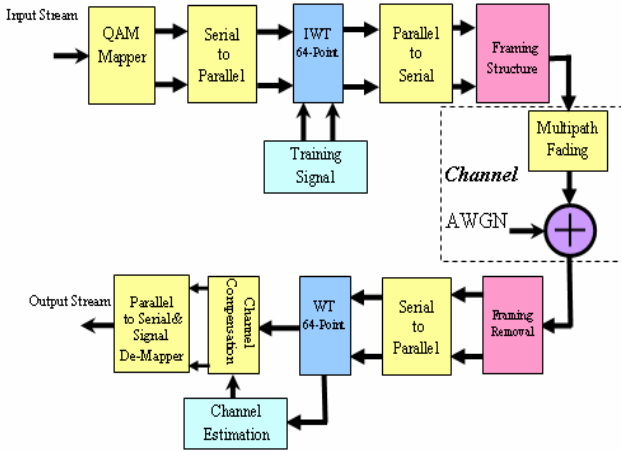 Input Stream
QAM
Mapper
Serial
to
Parallel
IWT
64-Point
Parallel
to
Serial
Framing
Structure
Training
Signal
Multipath
Fading
Channel
AWGN
Output Stream
Parallel
to Serial&
Signal
De-Mapper
Channel
Compensation
WT
64-Point
Serial
to
Parallel
Framing
Removal
Channel
Estimation